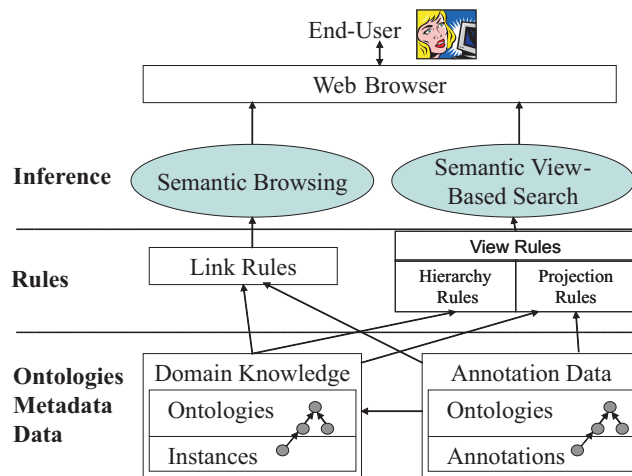 End-User
Web Browser
Inference
Semantic Browsing
Semantic View-
Based Search
Rules
Link Rules
View Rules
Hierarchy
Rules
Projection
Rules
Ontologies
Metadata
Data
Domain Knowledge
Ontologies
Instances
Annotation Data
Ontologies
Annotations